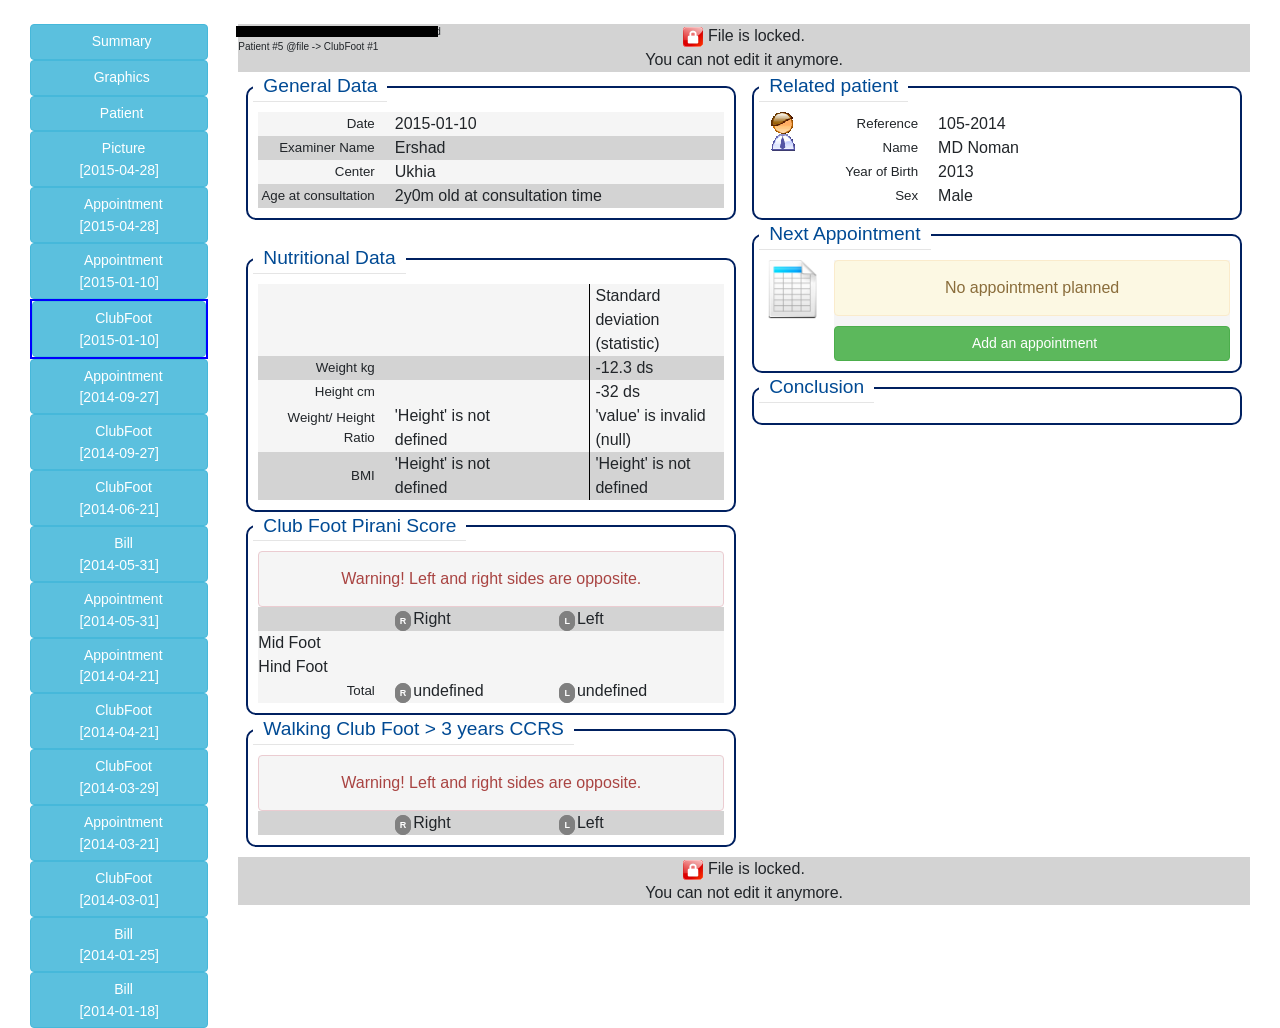 Summary
Graphics
Patient
Picture
[2015-04-28]
Appointment
[2015-04-28]
Appointment
[2015-01-10]
ClubFoot
[2015-01-10]
Appointment
[2014-09-27]
ClubFoot
[2014-09-27]
ClubFoot
[2014-06-21]
Bill
[2014-05-31]
Appointment
[2014-05-31]
Appointment
[2014-04-21]
ClubFoot
[2014-04-21]
ClubFoot
[2014-03-29]
Appointment
[2014-03-21]
ClubFoot
[2014-03-01]
Bill
[2014-01-25]
Bill
[2014-01-18]
Patient #5 @file -> ClubFoot #1
File is locked.
You can not edit it anymore.
General Data
Date 2015-01-10
Examiner Name Ershad
Center Ukhia
Age at consultation 2y0m old at consultation time
Nutritional Data
Standard
deviation
(statistic)
Weight kg -12.3 ds
Height cm -32 ds
Weight/ Height 'Height' is not 'value' is invalid
Ratio defined (null)
BMI 'Height' is not 'Height' is not
defined defined
Club Foot Pirani Score
Warning! Left and right sides are opposite.
R Right L Left
Mid Foot
Hind Foot
Total R undefined L undefined
Walking Club Foot > 3 years CCRS
Warning! Left and right sides are opposite.
R Right L Left
Related patient
Reference 105-2014
Name MD Noman
Year of Birth 2013
Sex Male
Next Appointment
No appointment planned
Add an appointment
Conclusion
File is locked.
You can not edit it anymore.